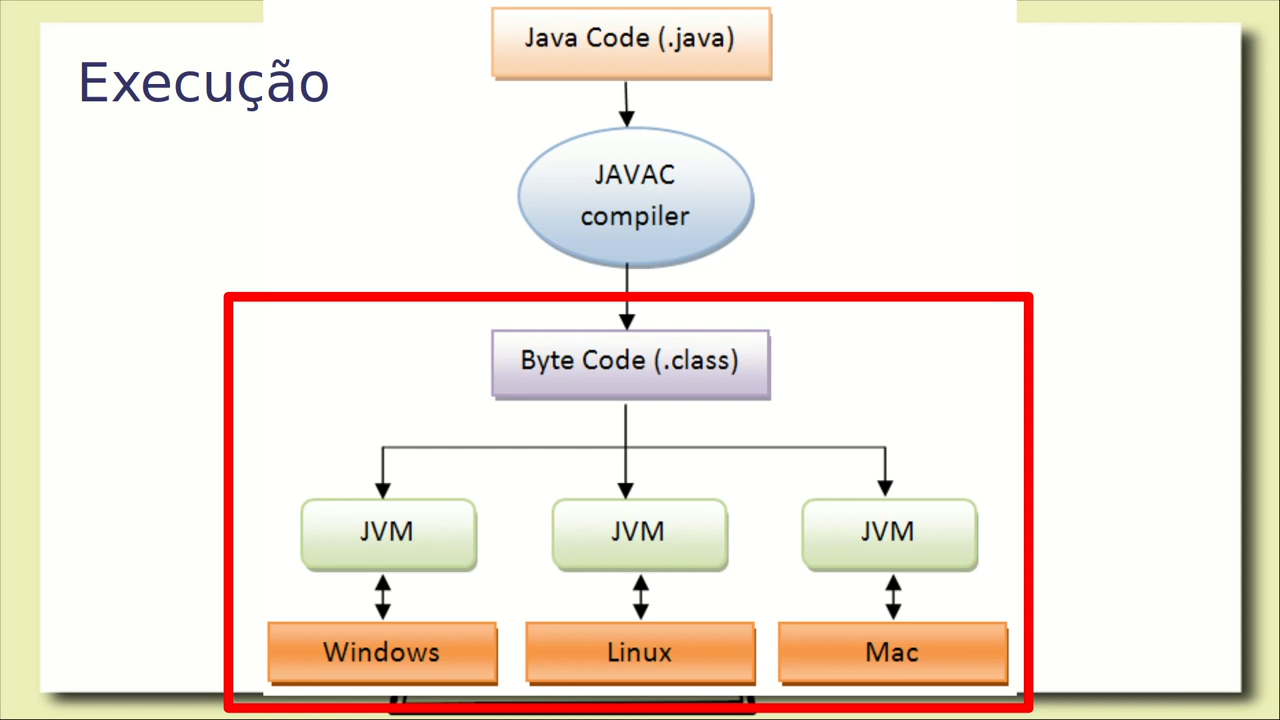 Execução
Java Code (.java)
JAVAC
compiler
Byte Code (.class)
JVM
JVM
JVM
Windows
Linux
Mac